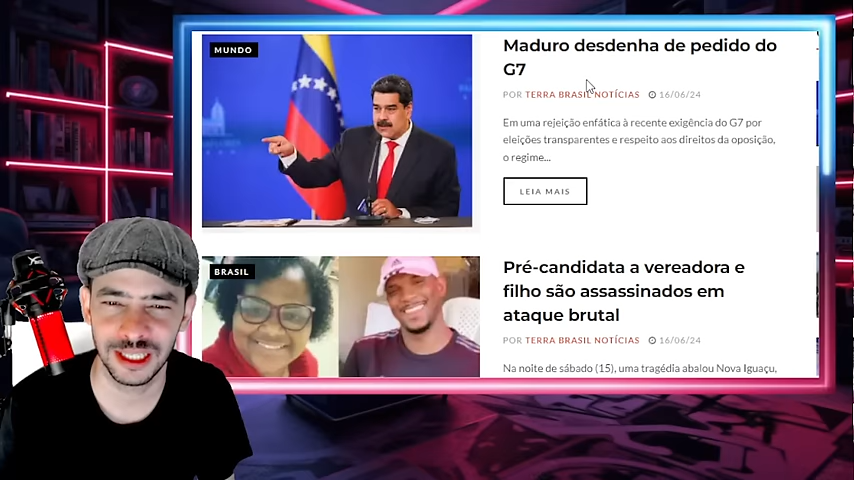 MUNDO
Maduro desdenha de pedido do
G7
POR TERRA BRASIL NOTÍCIAS 16/06/24
Em uma rejeição enfática à recente exigência do G7 por
eleições transparentes e respeito aos direitos da oposição,
o regime...
LEIA MAIS
BRASIL
Pré-candidata a vereadora e
filho são assassinados em
ataque brutal
POR TERRA BRASIL NOTÍCIAS 16/06/24
Na noite de sábado (15), uma tragédia abalou Nova Iguaçu,